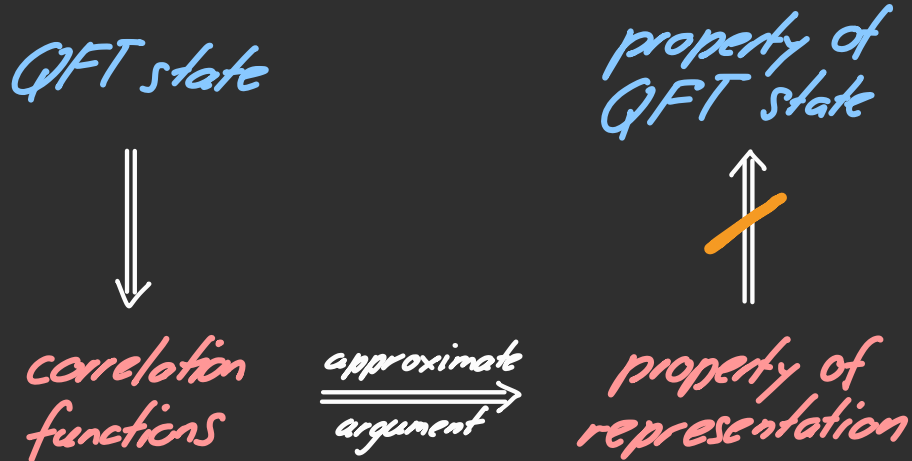 QFT state
property of
QFT state
correlation
functions
approximate
argument
property of
representation